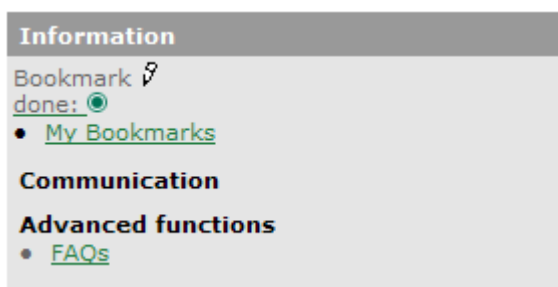 Information
Bookmark
done:
• My Bookmarks
Communication
Advanced functions
• FAQs